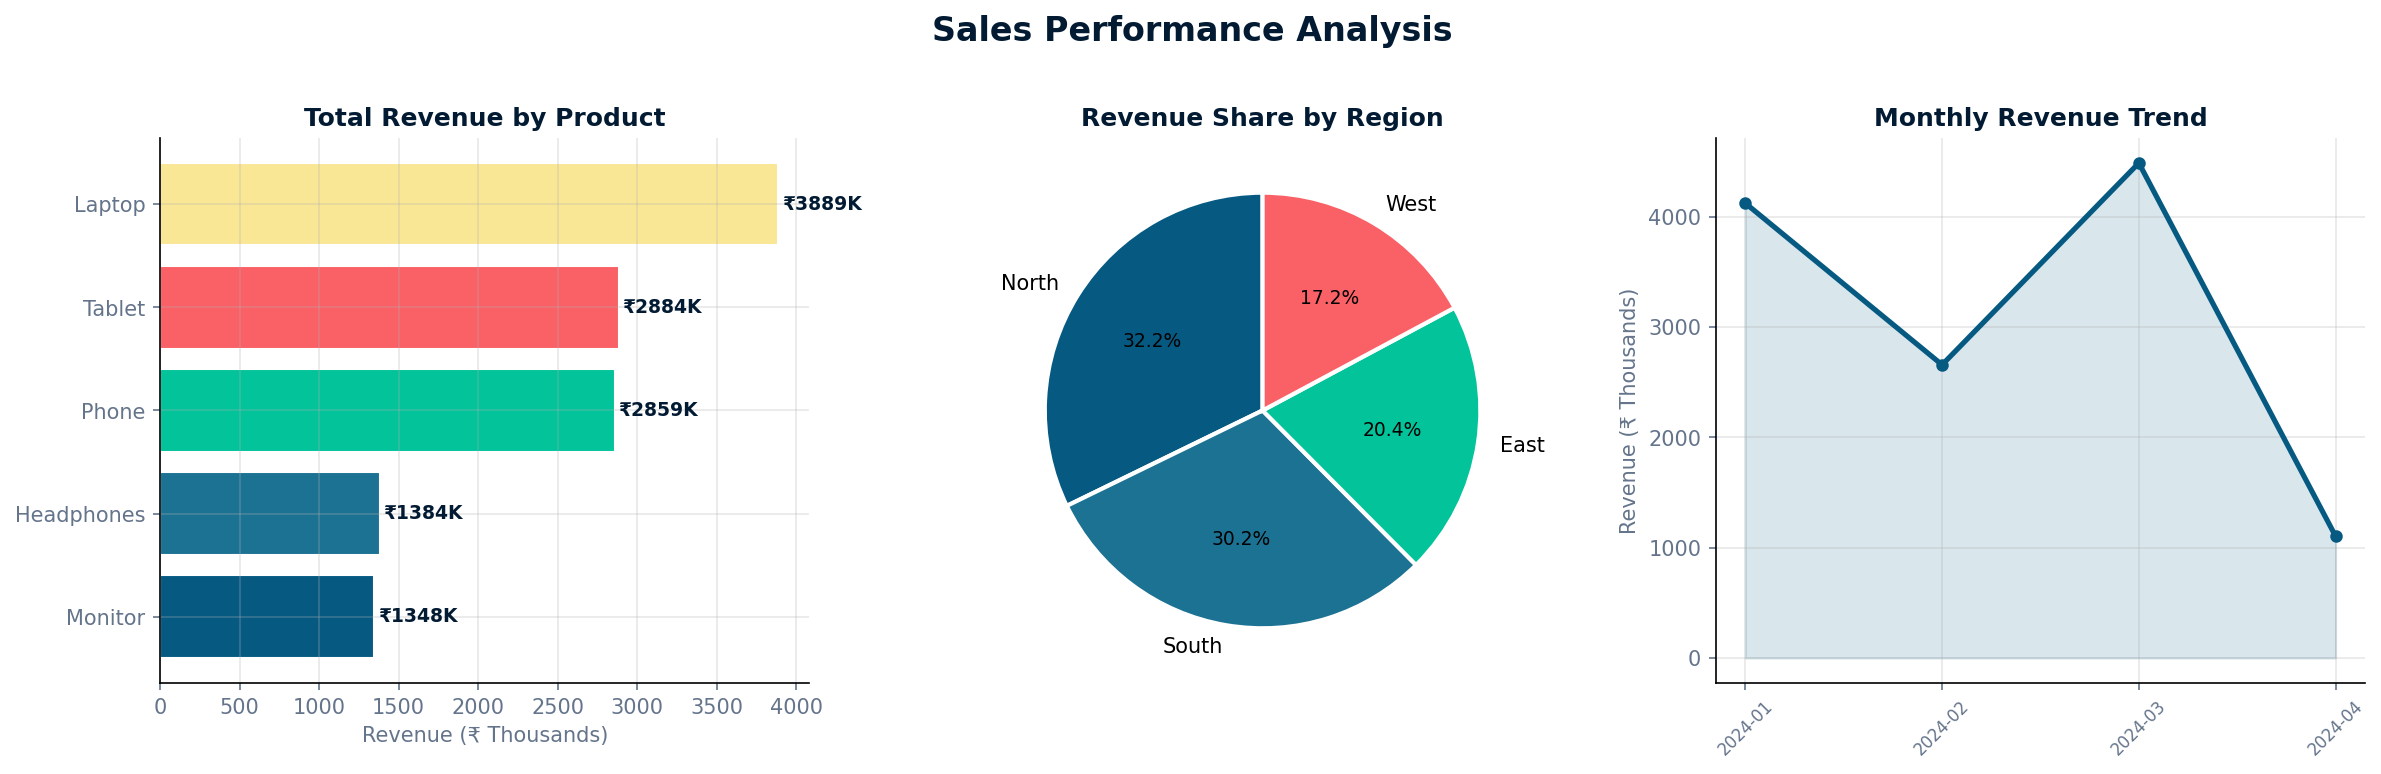 Sales Performance Analysis
Total Revenue by Product
Laptop
₹3889K
Tablet
₹2884K
Phone
₹2859K
Headphones
₹1384K
Monitor
₹1348K
0 500 1000 1500 2000 2500 3000 3500 4000
Revenue (₹ Thousands)
Revenue Share by Region
West
North
17.2%
32.2%
20.4%
East
30.2%
South
Monthly Revenue Trend
Revenue (₹ Thousands)
4000
3000
2000
1000
0
2024-01
2024-02
2024-03
2024-04